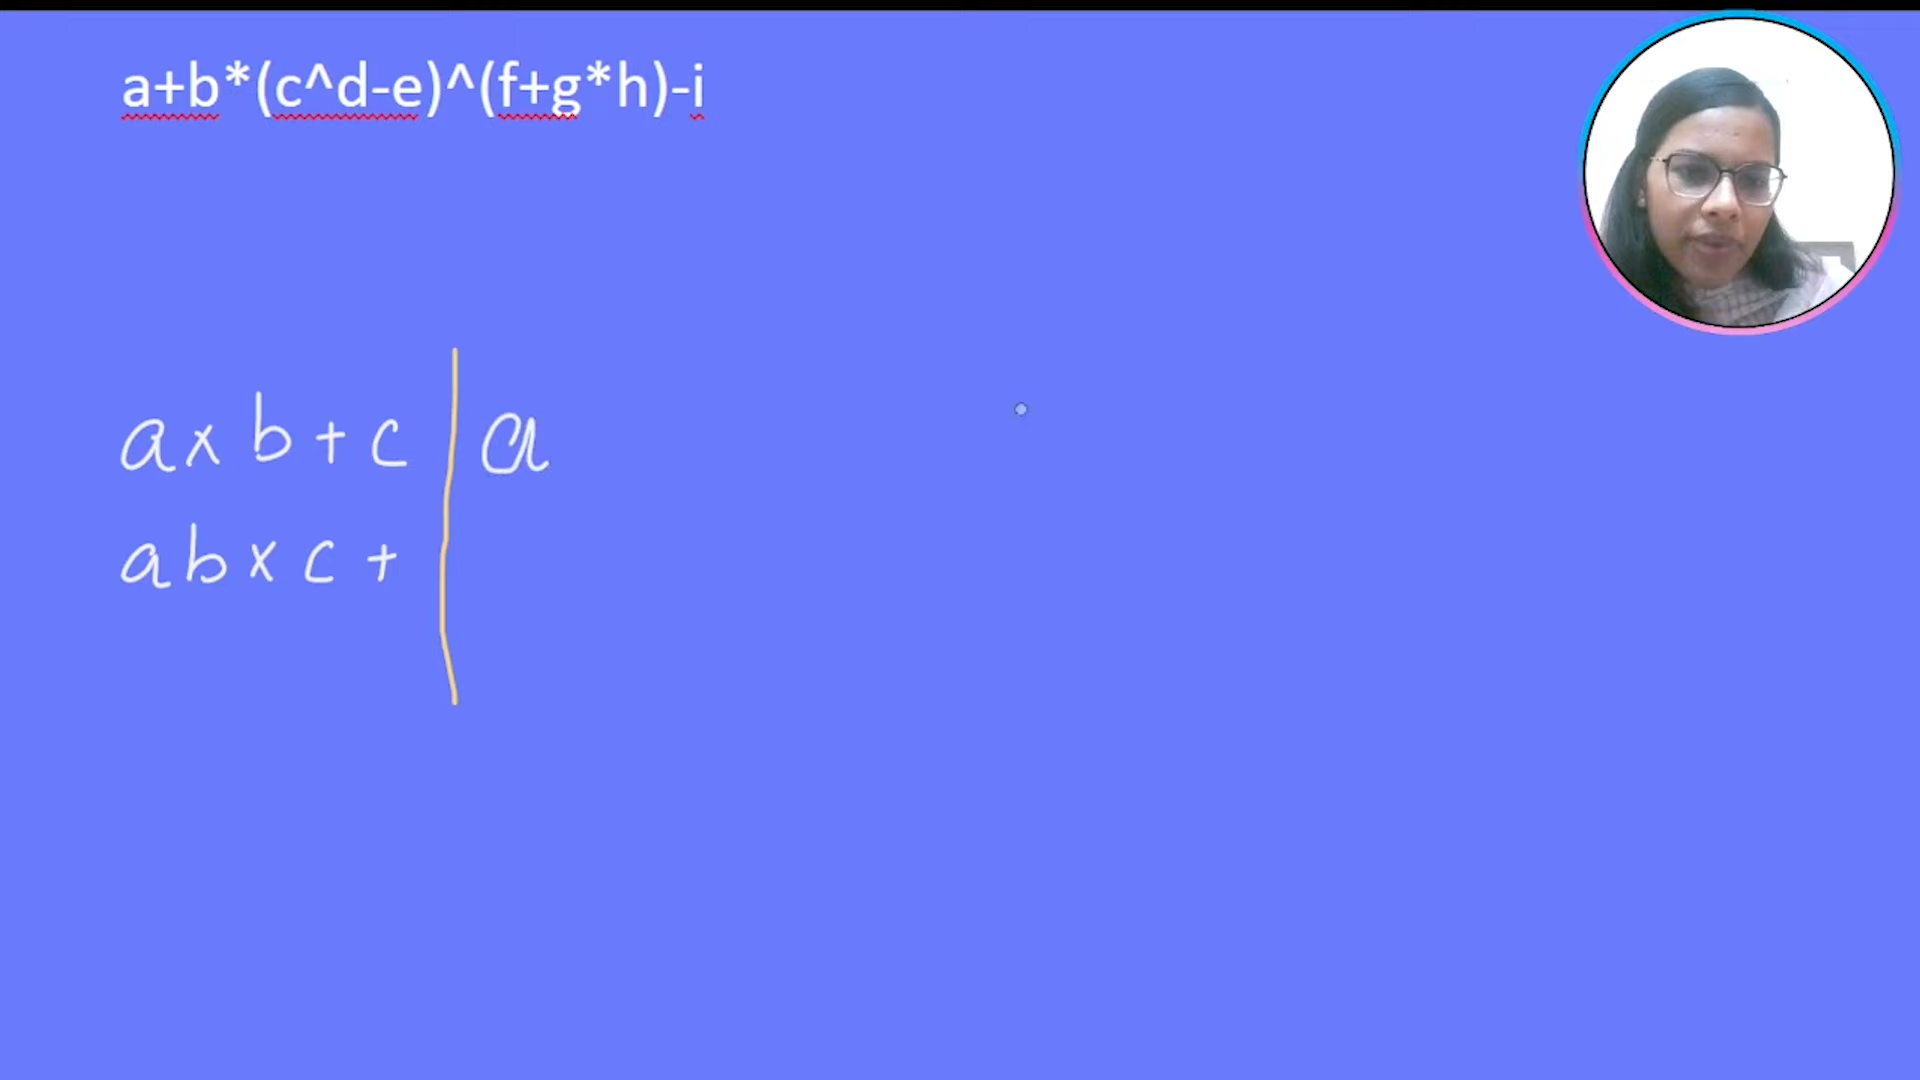 a+b*(c^d-e)^(f+g*h)-i
a x b + c
a
a b x c +